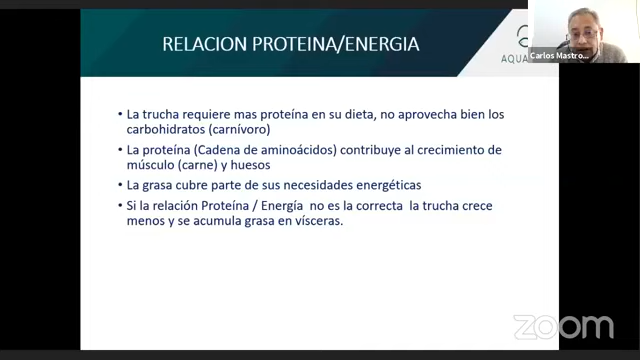 RELACION PROTEINA/ENERGIA
AQUA
Carlos Mastro...
• La trucha requiere mas proteína en su dieta, no aprovecha bien los
carbohidratos (carnívoro)
• La proteína (Cadena de aminoácidos) contribuye al crecimiento de
músculo (carne) y huesos
• La grasa cubre parte de sus necesidades energéticas
• Si la relación Proteína / Energía no es la correcta la trucha crece
menos y se acumula grasa en vísceras.
zoom